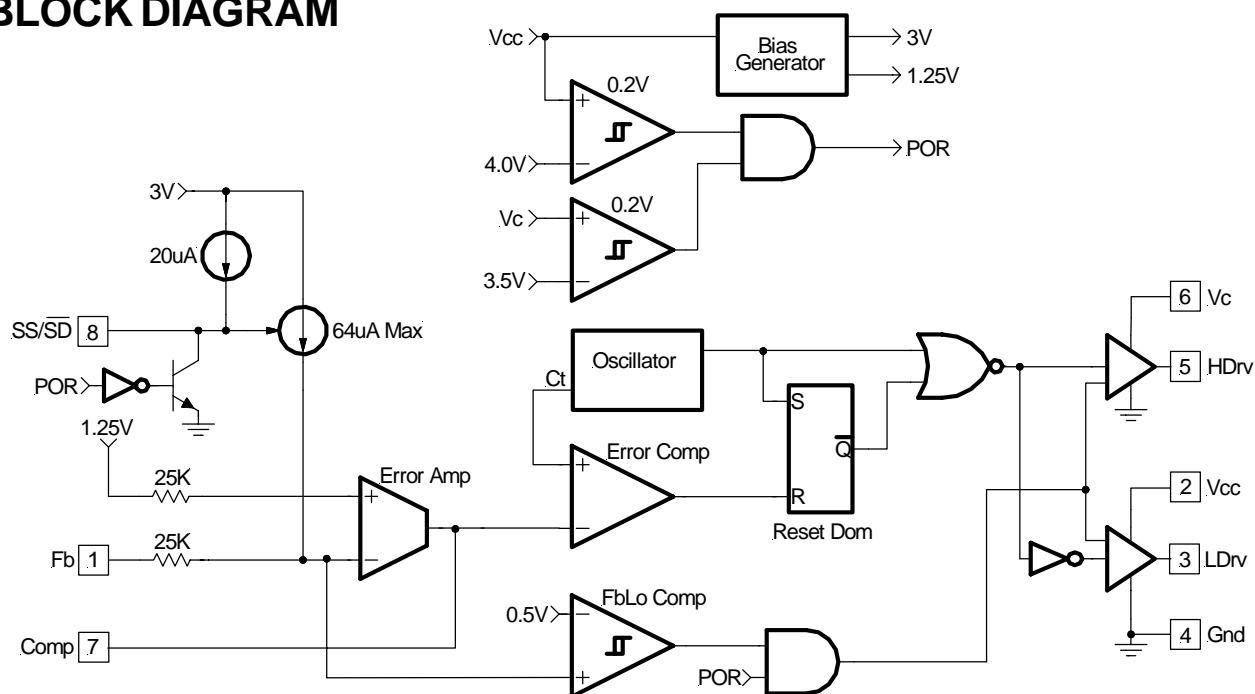 BLOCK DIAGRAM
Vcc
Bias
Generator
3V
1.25V
0.2V
+
4.0V
−
POR
3V
Vc
+
0.2V
3.5V
−
20uA
SS/SD 8
64uA Max
POR
1.25V
25K
Error Amp
+
Fb 1
25K
−
Comp 7
Oscillator
Ct
Error Comp
+
−
S
Q
R
Reset Dom
FbLo Comp
0.5V
−
+
POR
6 Vc
5 HDrv
2 Vcc
3 LDrv
4 Gnd